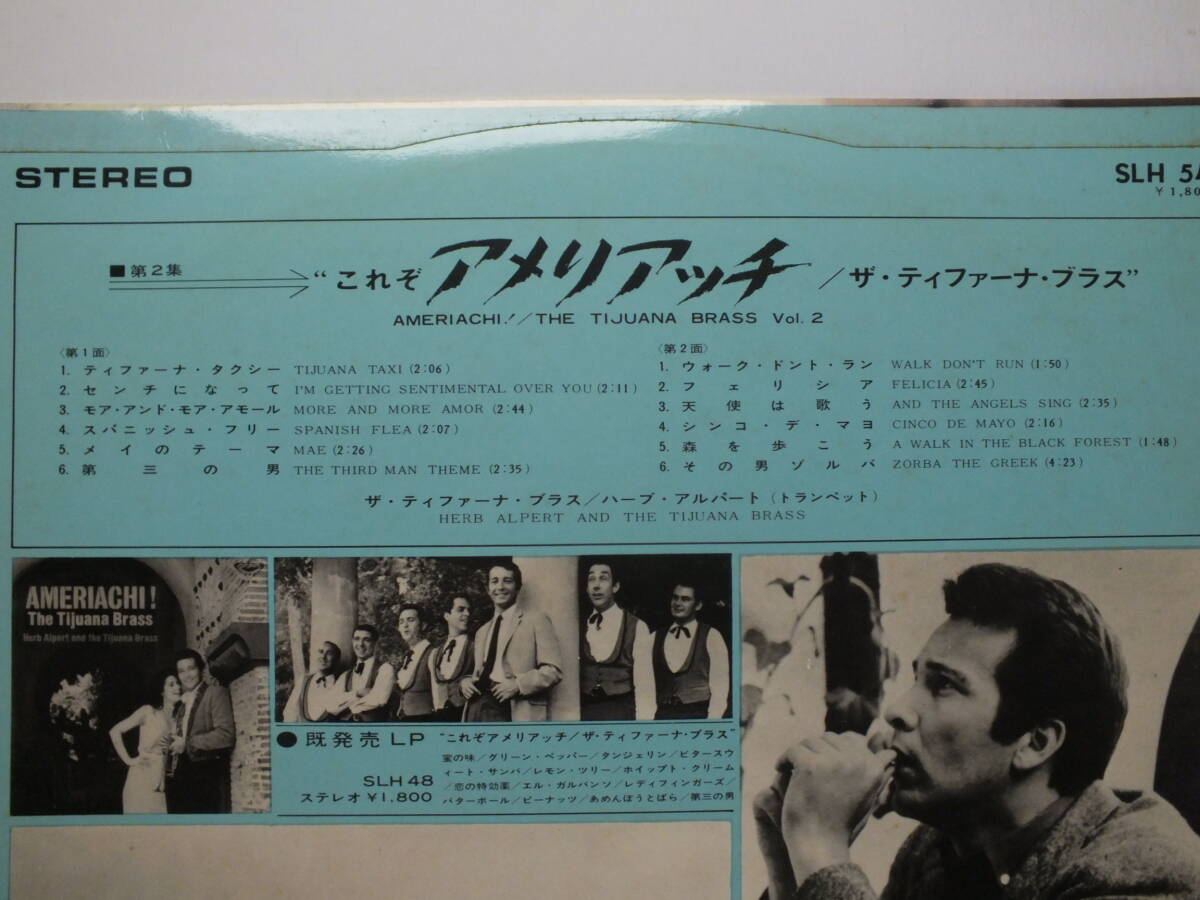 STEREO
SLH 54
￥1,80
■第2集
“これぞ アメリアッチ／ザ・ティファーナ・ブラス”
AMERIACHI!／THE TIJUANA BRASS Vol. 2
〈第1面〉
1. ティファーナ・タクシー TIJUANA TAXI (2:06)
2. センチになって I'M GETTING SENTIMENTAL OVER YOU (2:11)
3. モア・アンド・モア・アモール MORE AND MORE AMOR (2:44)
4. スパニッシュ・フリー SPANISH FLEA (2:07)
5. メイのテーマ MAE (2:26)
6. 第三の男 THE THIRD MAN THEME (2:35)
〈第2面〉
1. ウォーク・ドント・ラン WALK DON'T RUN (1:50)
2. フェリシア FELICIA (2:45)
3. 天使は歌う AND THE ANGELS SING (2:35)
4. シンコ・デ・マヨ CINCO DE MAYO (2:16)
5. 森を歩こう A WALK IN THE BLACK FOREST (1:48)
6. その男ゾルバ ZORBA THE GREEK (4:23)
ザ・ティファーナ・ブラス／ハーブ・アルパート（トランペット）
HERB ALPERT AND THE TIJUANA BRASS
AMERIACHI!
The Tijuana Brass
Herb Alpert and the Tijuana Brass
●既発売LP “これぞアメリアッチ／ザ・ティファーナ・ブラス”
SLH 48
ステレオ￥1,800
蜜の味／グリーン・ペッパー／タンジェリン／ビタースウ
ィート・サンバ／レモン・ツリー／ホイップト・クリーム
／恋の特効薬／エル・ガルバンソ／レディフィンガーズ／
バターボール／ピーナッツ／あめんぼうとばら／第三の男